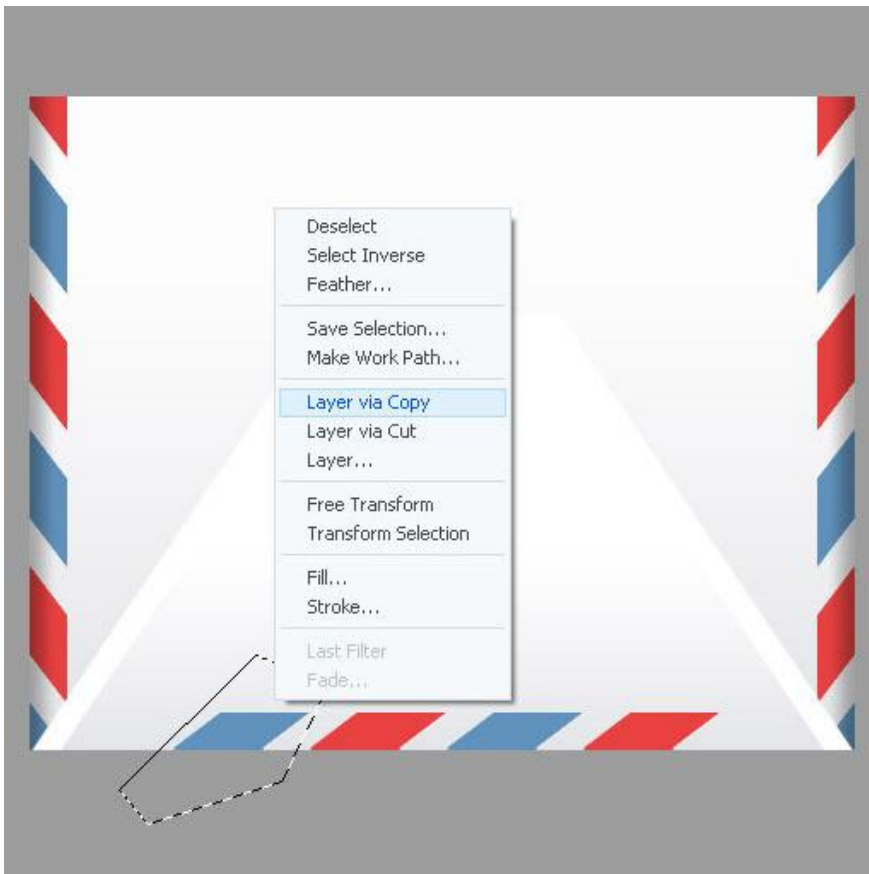 Deselect
Select Inverse
Feather...
Save Selection...
Make Work Path...
Layer via Copy
Layer via Cut
Layer...
Free Transform
Transform Selection
Fill...
Stroke...
Last Filter
Fade...